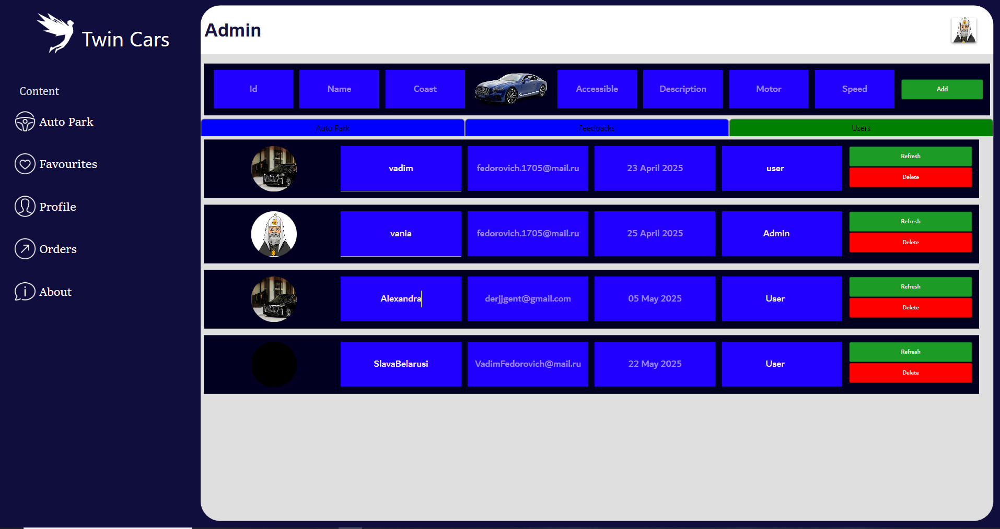 Twin Cars
Admin
Content
Auto Park
Favourites
Profile
Orders
About
Id
Name
Coast
Accessible
Description
Motor
Speed
Add
Auto Park
Feedbacks
Users
vadim
fedorovich.1705@mail.ru
23 April 2025
user
Refresh
Delete
vania
fedorovich.1705@mail.ru
25 April 2025
Admin
Refresh
Delete
Alexandra
derjjgent@gmail.com
05 May 2025
User
Refresh
Delete
SlavaBelarusi
VadimFedorovich@mail.ru
22 May 2025
User
Refresh
Delete